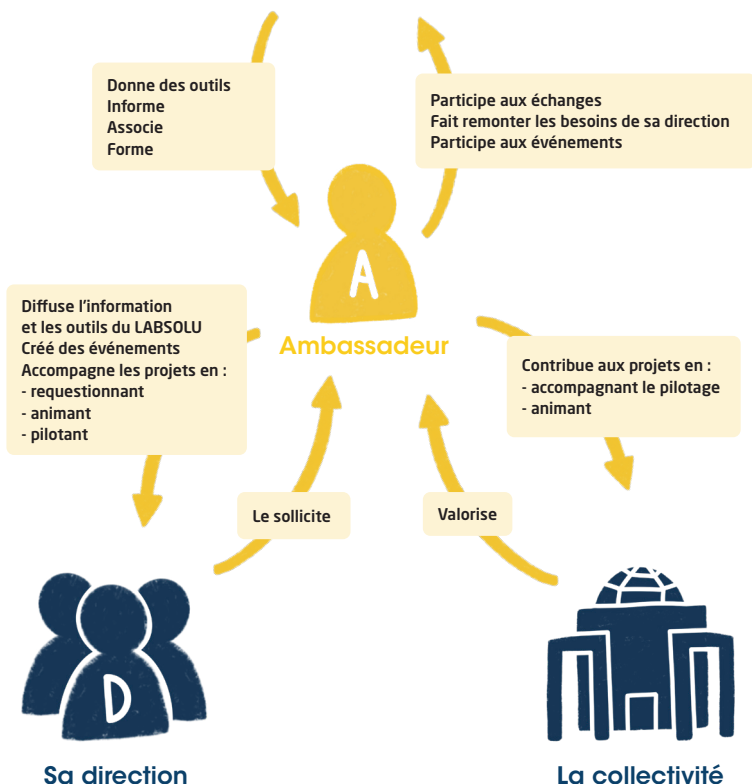 Donne des outils
Informe
Associe
Forme
Participe aux échanges
Fait remonter les besoins de sa direction
Participe aux événements
A
Ambassadeur
Diffuse l'information
et les outils du LABSOLU
Créé des événements
Accompagne les projets en :
- requestionnant
- animant
- pilotant
Contribue aux projets en :
- accompagnant le pilotage
- animant
Le sollicite
Valorise
D
Sa direction
La collectivité